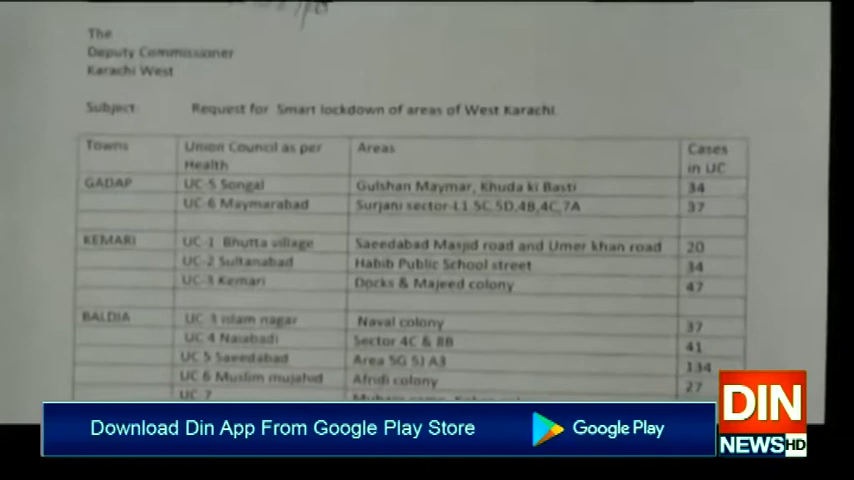 The
Deputy Commissioner
Karachi West
Subject: Request for Smart lockdown of areas of West Karachi.
Towns Union Council as per Health Areas Cases in UC
GADAP UC-5 Songal Gulshan Maymar, Khuda ki Basti 34
UC-6 Maymarabad Surjani sector-L1 5C,5D,4B,4C,7A 37
KEMARI UC-1 Bhutta village Saeedabad Masjid road and Umer khan road 20
UC-2 Sultanabad Habib Public School street 34
UC-3 Kemari Docks & Majeed colony 47
BALDIA UC 3 islam nagar Naval colony 37
UC 4 Naiabadi Sector 4C & 8B 41
UC 5 Saeedabad Area 5G 5J A3 134
UC 6 Muslim mujahid Afridi colony 27
UC 7
Download Din App From Google Play Store
Google Play
DIN
NEWS HD